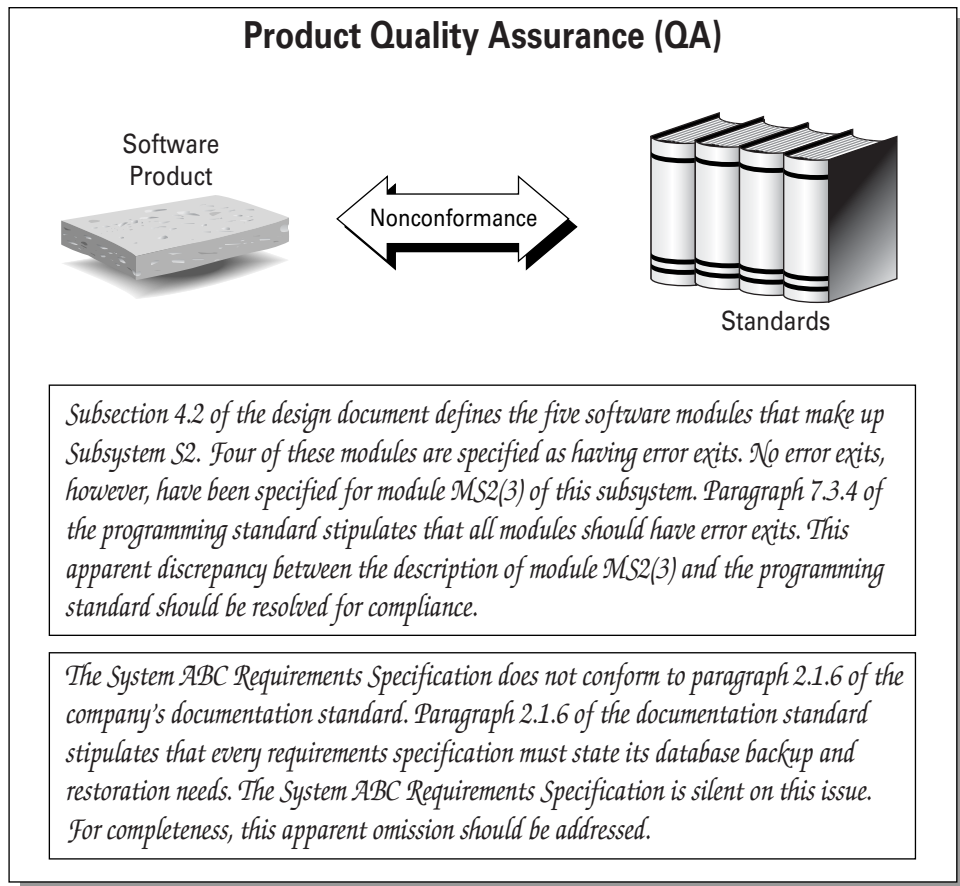 Product Quality Assurance (QA)
Software
Product
Nonconformance
Standards
Subsection 4.2 of the design document defines the five software modules that make up
Subsystem S2. Four of these modules are specified as having error exits. No error exits,
however, have been specified for module MS2(3) of this subsystem. Paragraph 7.3.4 of
the programming standard stipulates that all modules should have error exits. This
apparent discrepancy between the description of module MS2(3) and the programming
standard should be resolved for compliance.
The System ABC Requirements Specification does not conform to paragraph 2.1.6 of the
company's documentation standard. Paragraph 2.1.6 of the documentation standard
stipulates that every requirements specification must state its database backup and
restoration needs. The System ABC Requirements Specification is silent on this issue.
For completeness, this apparent omission should be addressed.